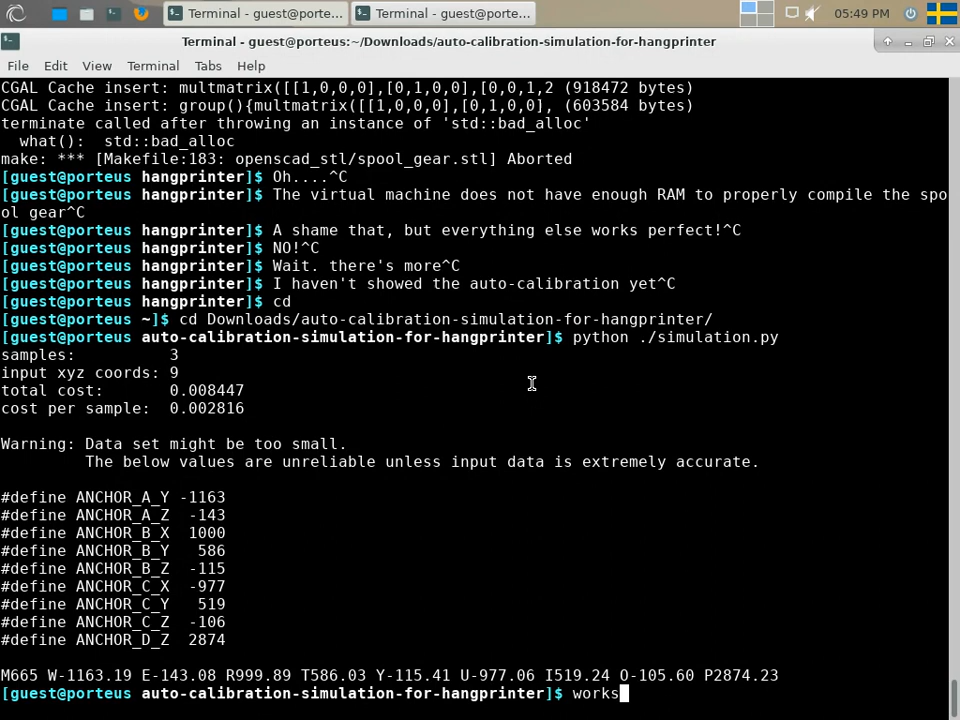 Terminal - guest@porte...
Terminal - guest@porte...
05:49 PM
Terminal - guest@porteus:~/Downloads/auto-calibration-simulation-for-hangprinter
File Edit View Terminal Tabs Help
CGAL Cache insert: multmatrix([[1,0,0,0],[0,1,0,0],[0,0,1,2 (918472 bytes)
CGAL Cache insert: group(){multmatrix([[1,0,0,0],[0,1,0,0], (603584 bytes)
terminate called after throwing an instance of 'std::bad_alloc'
  what():  std::bad_alloc
make: *** [Makefile:183: openscad_stl/spool_gear.stl] Aborted
[guest@porteus hangprinter]$ Oh....^C
[guest@porteus hangprinter]$ The virtual machine does not have enough RAM to properly compile the spo
ol gear^C
[guest@porteus hangprinter]$ A shame that, but everything else works perfect!^C
[guest@porteus hangprinter]$ NO!^C
[guest@porteus hangprinter]$ Wait. there's more^C
[guest@porteus hangprinter]$ I haven't showed the auto-calibration yet^C
[guest@porteus hangprinter]$ cd
[guest@porteus ~]$ cd Downloads/auto-calibration-simulation-for-hangprinter/
[guest@porteus auto-calibration-simulation-for-hangprinter]$ python ./simulation.py
samples:          3
input xyz coords: 9
total cost:       0.008447
cost per sample:  0.002816
Warning: Data set might be too small.
         The below values are unreliable unless input data is extremely accurate.
#define ANCHOR_A_Y -1163
#define ANCHOR_A_Z  -143
#define ANCHOR_B_X  1000
#define ANCHOR_B_Y   586
#define ANCHOR_B_Z  -115
#define ANCHOR_C_X  -977
#define ANCHOR_C_Y   519
#define ANCHOR_C_Z  -106
#define ANCHOR_D_Z  2874
M665 W-1163.19 E-143.08 R999.89 T586.03 Y-115.41 U-977.06 I519.24 O-105.60 P2874.23
[guest@porteus auto-calibration-simulation-for-hangprinter]$ works